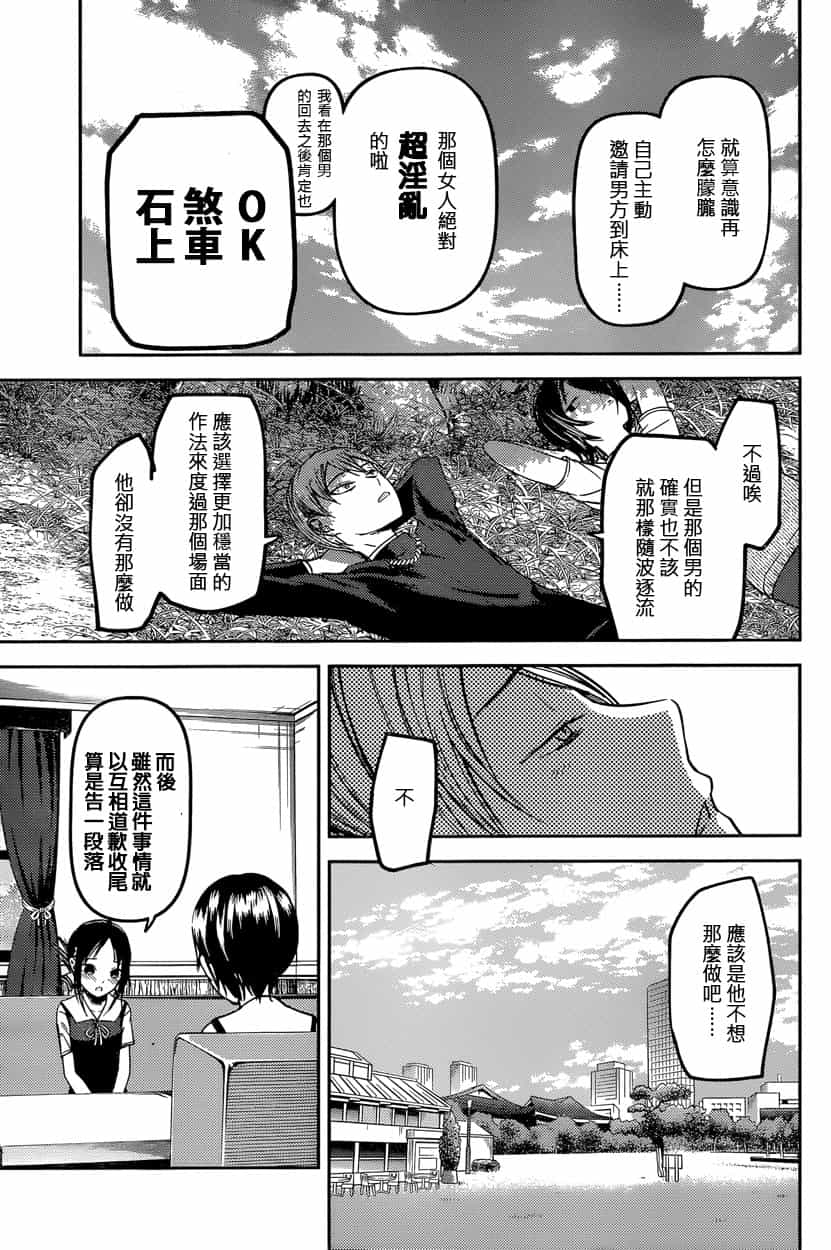 就算意識再
怎麼朦朧
自己主動
邀請男方到床上……
那個女人絕對
超淫亂
的啦
我看在那個男
的回去之後肯定也
OK
煞車
石上
不過唉
但是那個男的
確實也不該
就那樣隨波逐流
應該選擇更加穩當的
作法來度過那個場面
他卻沒有那麼做
不
應該是他不想
那麼做吧……
而後
雖然這件事情就
以互相道歉收尾
算是告一段落